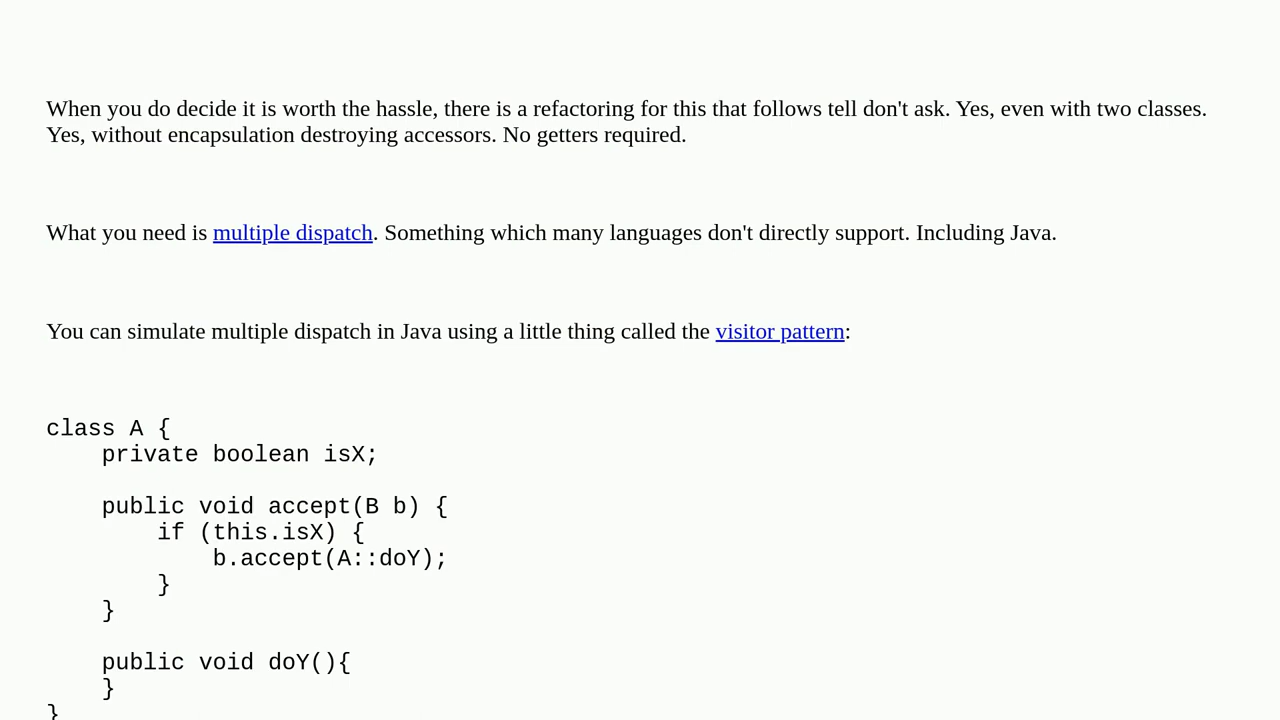 When you do decide it is worth the hassle, there is a refactoring for this that follows tell don't ask. Yes, even with two classes.
Yes, without encapsulation destroying accessors. No getters required.
What you need is multiple dispatch. Something which many languages don't directly support. Including Java.
You can simulate multiple dispatch in Java using a little thing called the visitor pattern:
class A {
    private boolean isX;
    public void accept(B b) {
        if (this.isX) {
            b.accept(A::doY);
        }
    }
    public void doY(){
    }
}